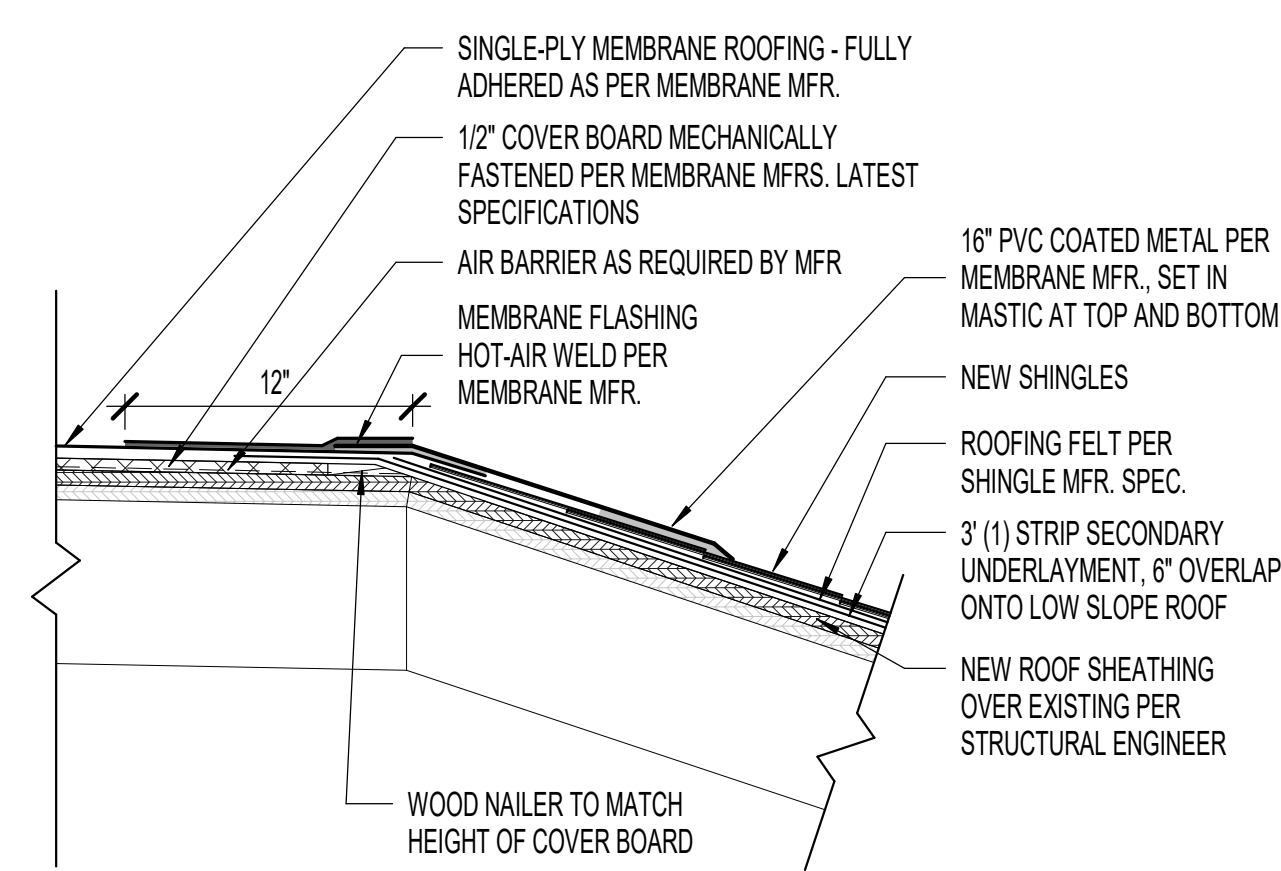 SINGLE-PLY MEMBRANE ROOFING - FULLY
ADHERED AS PER MEMBRANE MFR.
1/2" COVER BOARD MECHANICALLY
FASTENED PER MEMBRANE MFRS. LATEST
SPECIFICATIONS
AIR BARRIER AS REQUIRED BY MFR
MEMBRANE FLASHING
HOT-AIR WELD PER
MEMBRANE MFR.
12"
16" PVC COATED METAL PER
MEMBRANE MFR., SET IN
MASTIC AT TOP AND BOTTOM
NEW SHINGLES
ROOFING FELT PER
SHINGLE MFR. SPEC.
3' (1) STRIP SECONDARY
UNDERLAYMENT, 6" OVERLAP
ONTO LOW SLOPE ROOF
NEW ROOF SHEATHING
OVER EXISTING PER
STRUCTURAL ENGINEER
WOOD NAILER TO MATCH
HEIGHT OF COVER BOARD